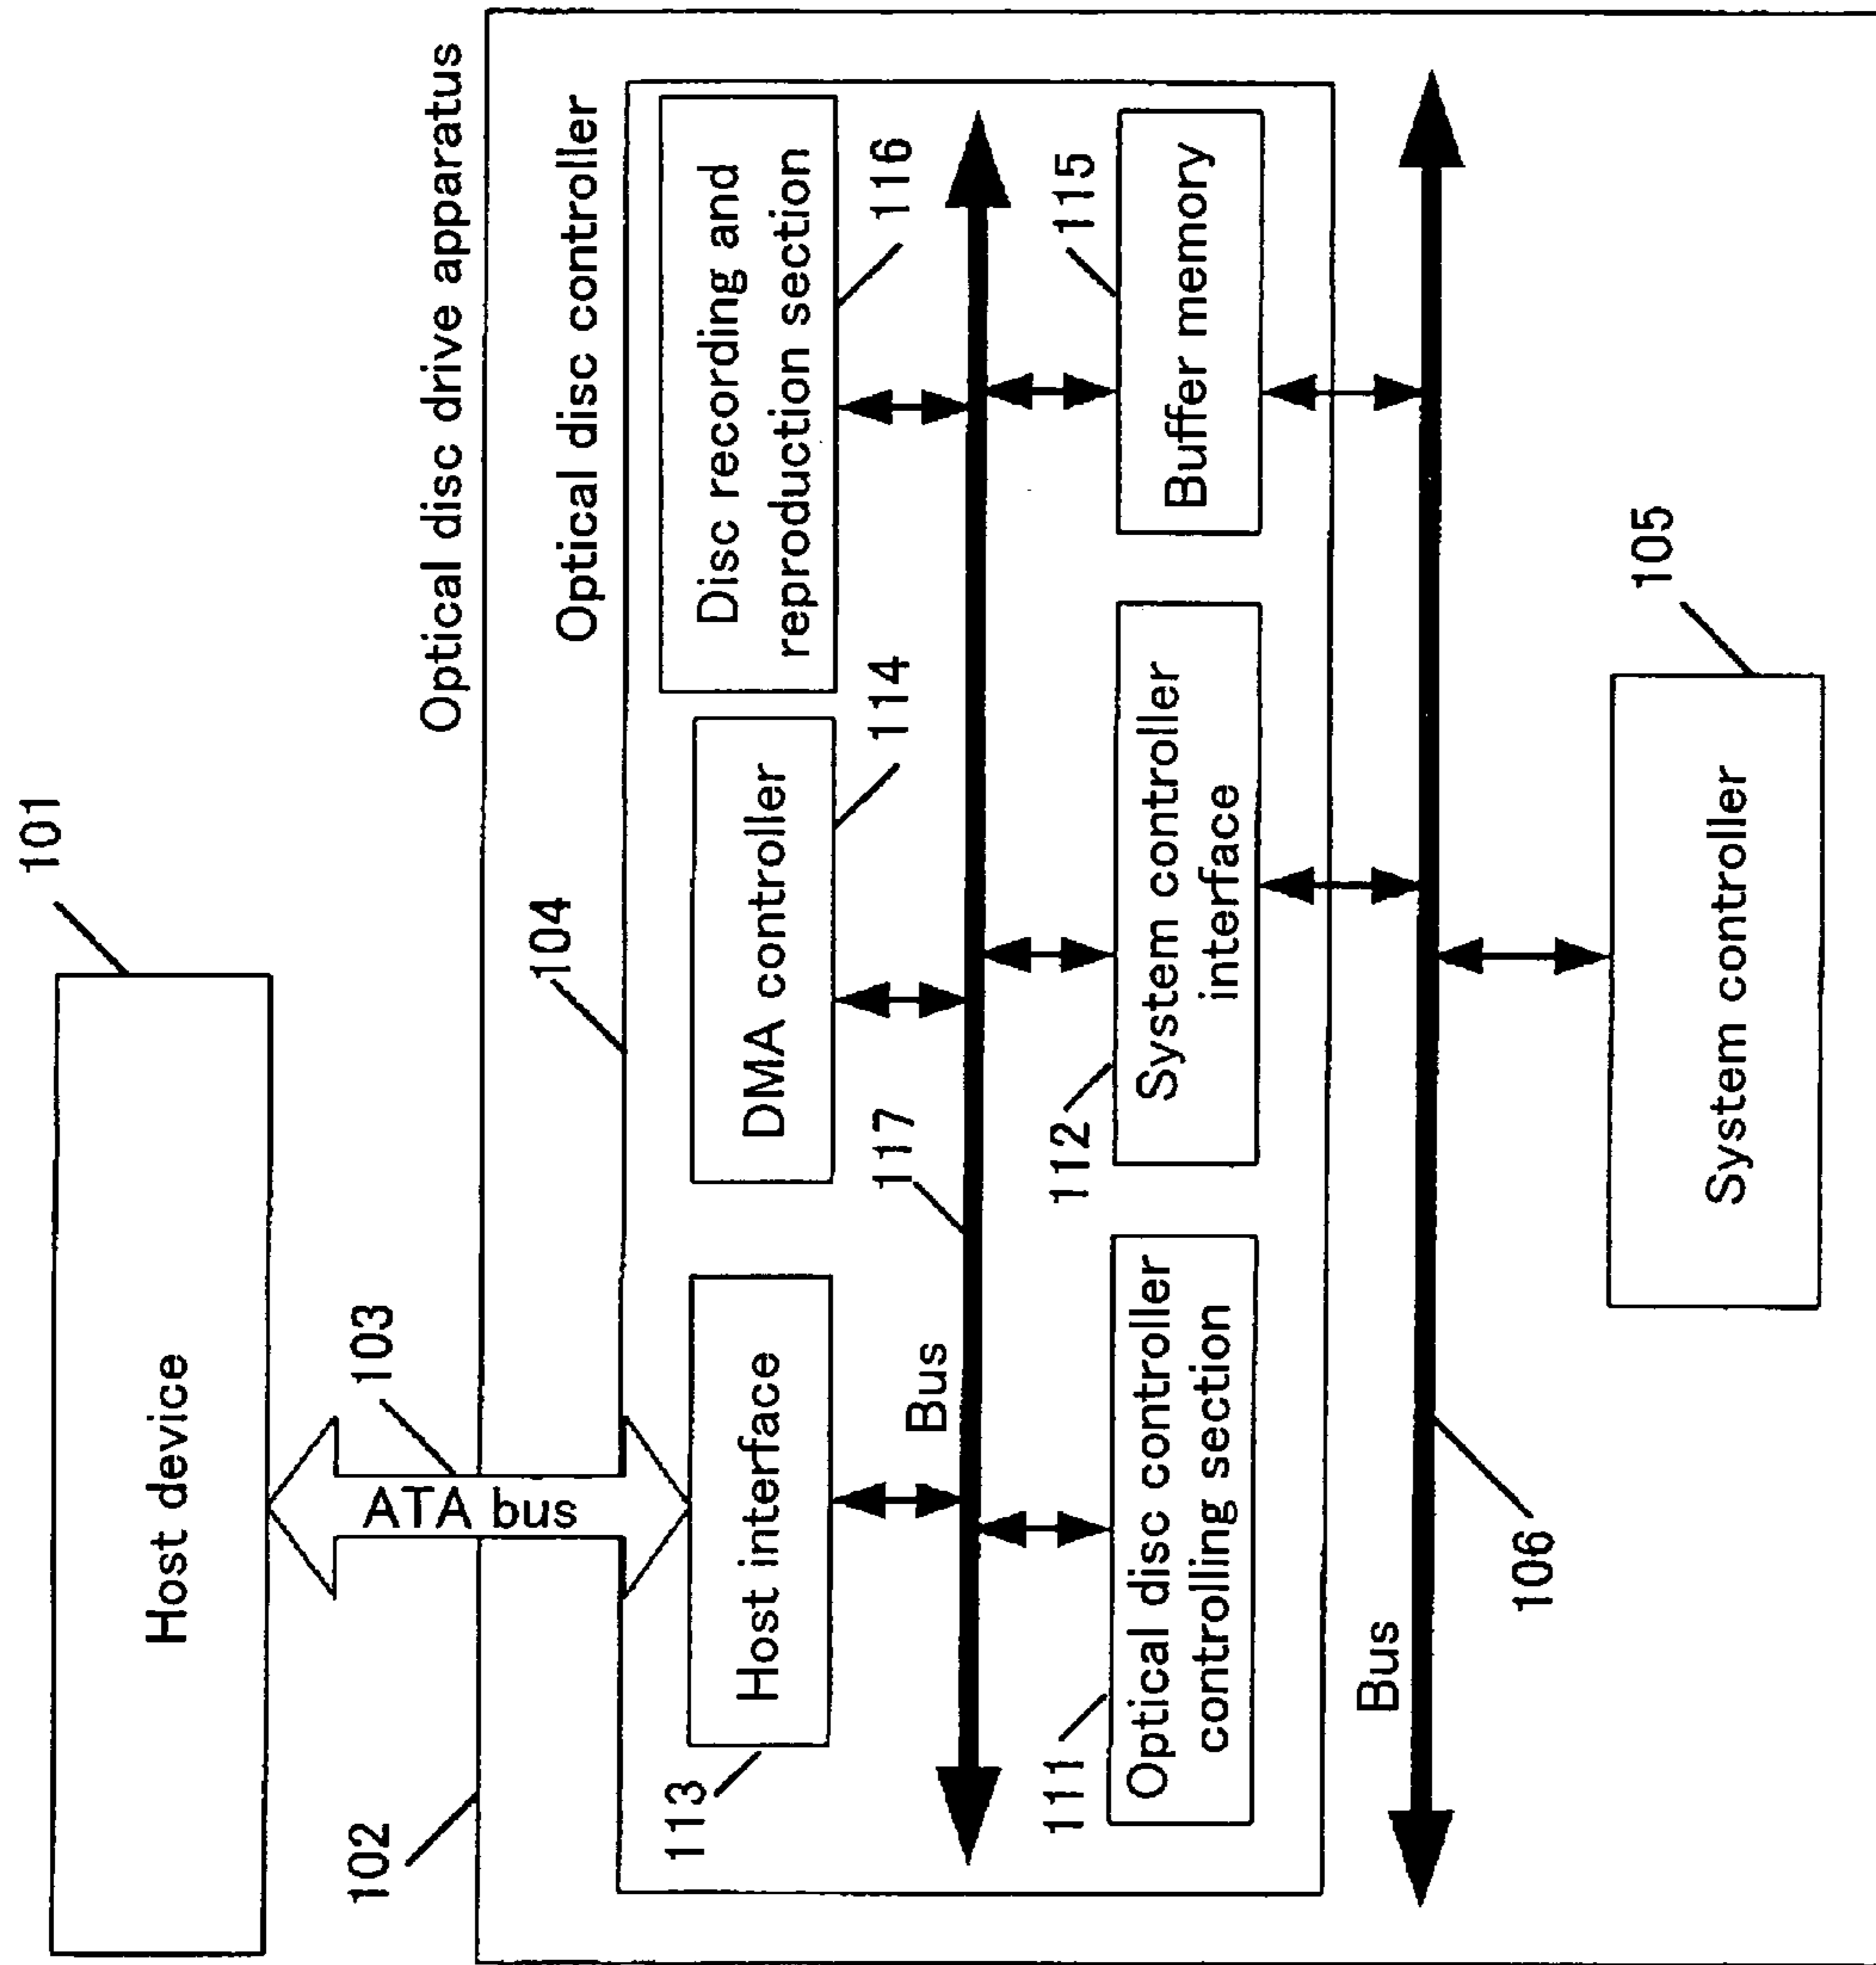 101
Host device
103
ATA bus
102
Optical disc drive apparatus
104
Optical disc controller
113
Host interface
DMA controller
114
Disc recording and
reproduction section
116
Bus
117
111
Optical disc controller
controlling section
112
System controller
interface
115
Buffer memory
Bus
106
System controller
105